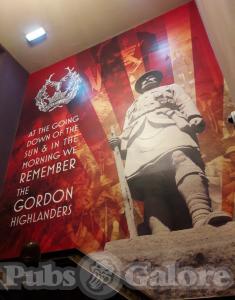 AT THE GOING
DOWN OF THE
SUN & IN THE
MORNING WE
REMEMBER
THE
GORDON
HIGHLANDERS
Pubs Galore